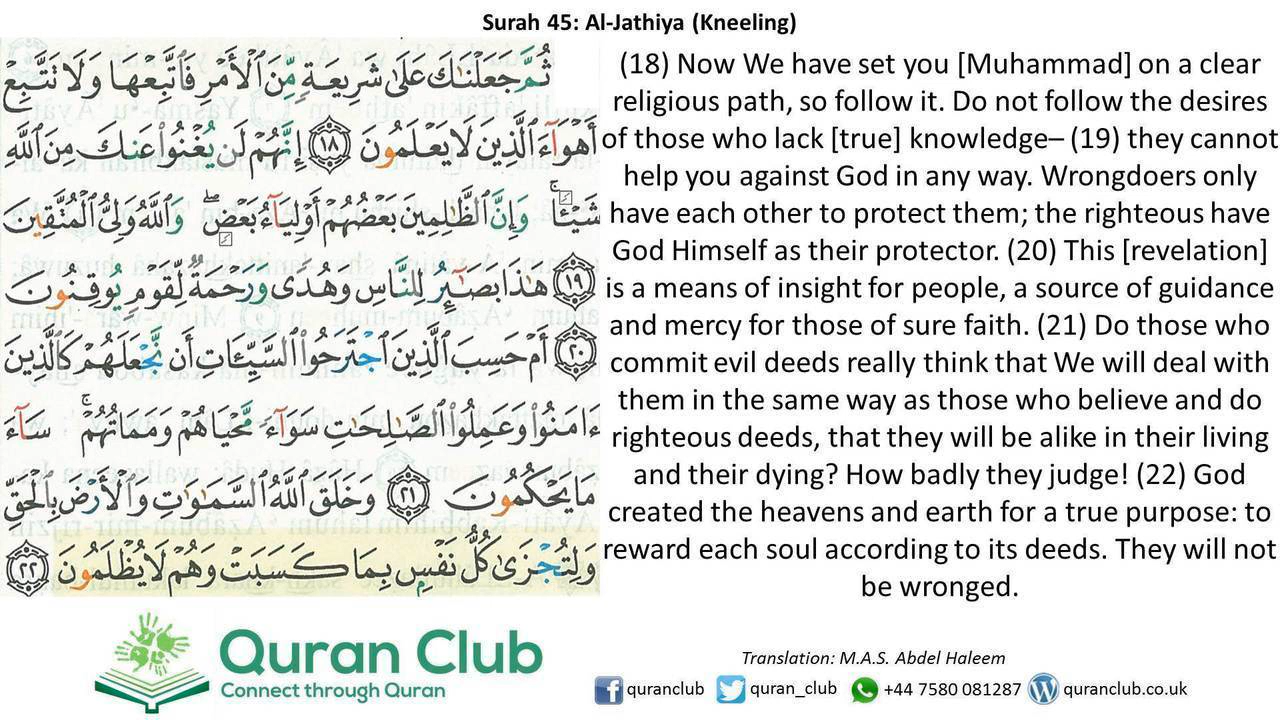 Surah 45: Al-Jathiya (Kneeling)
ثُمَّ جَعَلْنَٰكَ عَلَىٰ شَرِيعَةٍ مِّنَ ٱلْأَمْرِ فَٱتَّبِعْهَا وَلَا تَتَّبِعْ
أَهْوَآءَ ٱلَّذِينَ لَا يَعْلَمُونَ ١٨ إِنَّهُمْ لَن يُغْنُوا۟ عَنكَ مِنَ ٱللَّهِ
شَيْـًٔا ۚ وَإِنَّ ٱلظَّٰلِمِينَ بَعْضُهُمْ أَوْلِيَآءُ بَعْضٍ ۖ وَٱللَّهُ وَلِىُّ ٱلْمُتَّقِينَ
١٩ هَٰذَا بَصَٰٓئِرُ لِلنَّاسِ وَهُدًى وَرَحْمَةٌ لِّقَوْمٍ يُوقِنُونَ
٢٠ أَمْ حَسِبَ ٱلَّذِينَ ٱجْتَرَحُوا۟ ٱلسَّيِّـَٔاتِ أَن نَّجْعَلَهُمْ كَٱلَّذِينَ
ءَامَنُوا۟ وَعَمِلُوا۟ ٱلصَّٰلِحَٰتِ سَوَآءً مَّحْيَاهُمْ وَمَمَاتُهُمْ ۚ سَآءَ
مَا يَحْكُمُونَ ٢١ وَخَلَقَ ٱللَّهُ ٱلسَّمَٰوَٰتِ وَٱلْأَرْضَ بِٱلْحَقِّ
وَلِتُجْزَىٰ كُلُّ نَفْسٍۭ بِمَا كَسَبَتْ وَهُمْ لَا يُظْلَمُونَ ٢٢
(18) Now We have set you [Muhammad] on a clear
religious path, so follow it. Do not follow the desires
of those who lack [true] knowledge– (19) they cannot
help you against God in any way. Wrongdoers only
have each other to protect them; the righteous have
God Himself as their protector. (20) This [revelation]
is a means of insight for people, a source of guidance
and mercy for those of sure faith. (21) Do those who
commit evil deeds really think that We will deal with
them in the same way as those who believe and do
righteous deeds, that they will be alike in their living
and their dying? How badly they judge! (22) God
created the heavens and earth for a true purpose: to
reward each soul according to its deeds. They will not
be wronged.
Quran Club
Connect through Quran
Translation: M.A.S. Abdel Haleem
quranclub quran_club +44 7580 081287 quranclub.co.uk